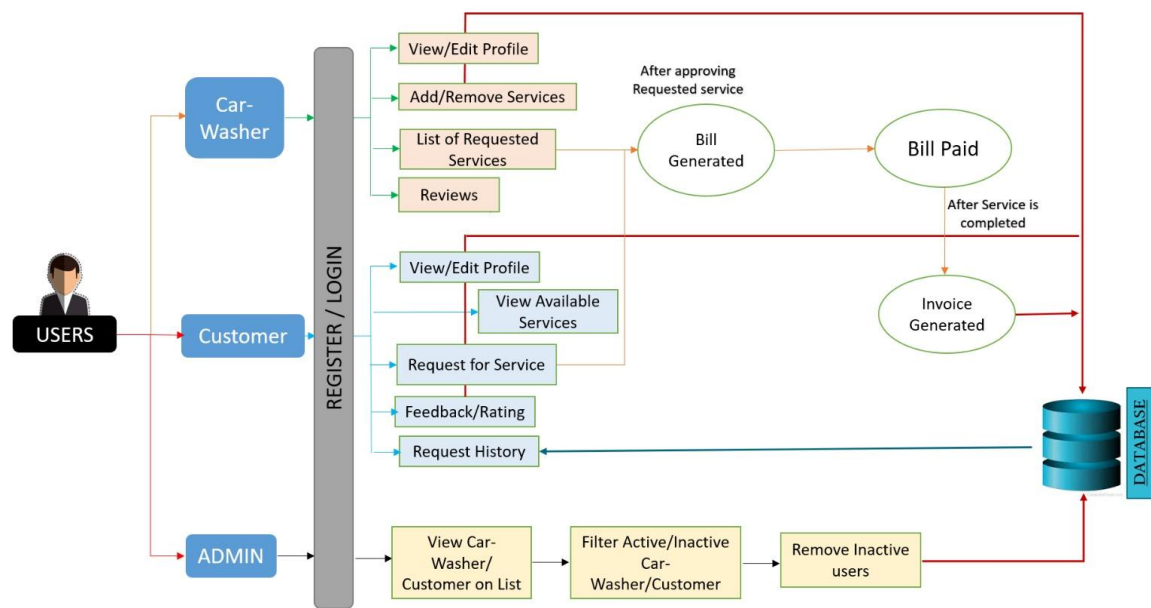 View/Edit Profile
Add/Remove Services
List of Requested
Services
Reviews
After approving
Requested service
Bill
Generated
Bill Paid
After Service is
completed
Invoice
Generated
Car-
Washer
USERS
Customer
ADMIN
REGISTER / LOGIN
View/Edit Profile
View Available
Services
Request for Service
Feedback/Rating
Request History
DATABASE
View Car-
Washer/
Customer on List
Filter Active/Inactive
Car-
Washer/Customer
Remove Inactive
users